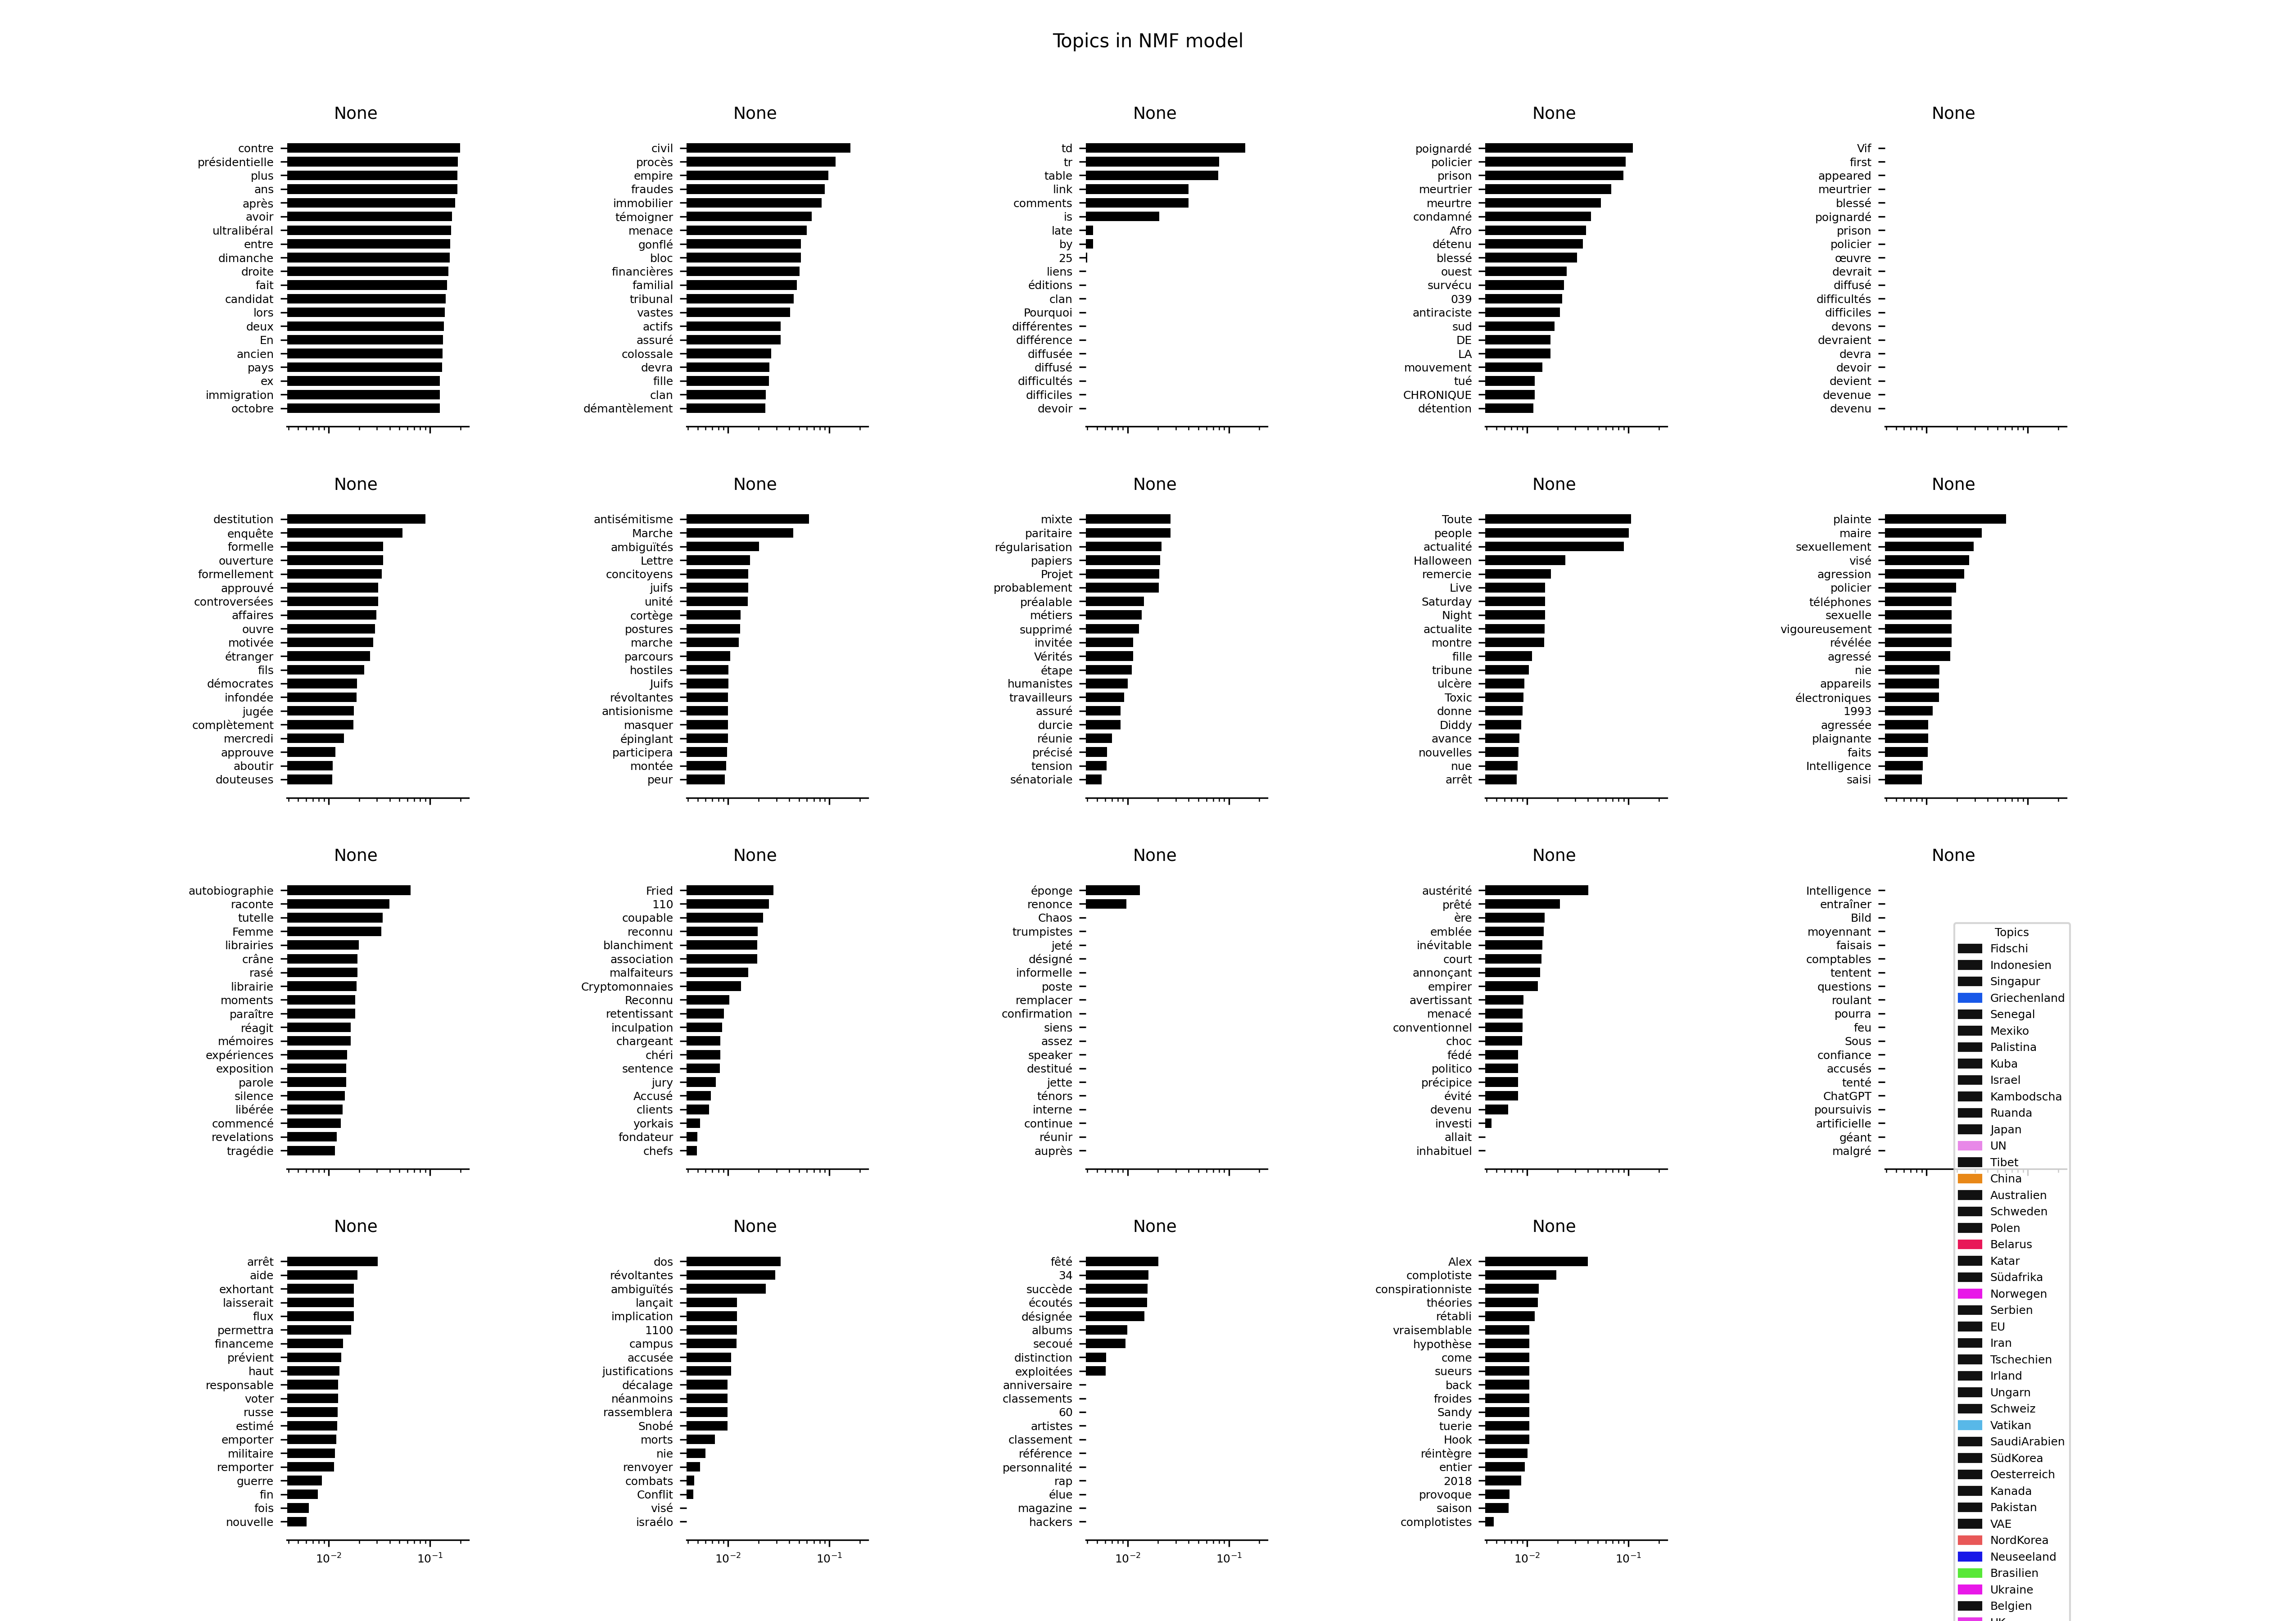 Topics in NMF model
None
contre
présidentielle
plus
ans
après
avoir
ultralibéral
entre
dimanche
droite
fait
candidat
lors
deux
En
ancien
pays
ex
immigration
octobre
None
civil
procès
empire
fraudes
immobilier
témoigner
menace
gonflé
bloc
financières
familial
tribunal
vastes
actifs
assuré
colossale
devra
fille
clan
démantèlement
None
td
tr
table
link
comments
is
late
by
25
liens
éditions
clan
Pourquoi
différentes
différence
diffusée
diffusé
difficultés
difficiles
devoir
None
poignardé
policier
prison
meurtrier
meurtre
condamné
Afro
détenu
blessé
ouest
survécu
039
antiraciste
sud
DE
LA
mouvement
tué
CHRONIQUE
détention
None
Vif
first
appeared
meurtrier
blessé
poignardé
prison
policier
œuvre
devrait
diffusé
difficultés
difficiles
devons
devraient
devra
devoir
devient
devenue
devenu
None
destitution
enquête
formelle
ouverture
formellement
approuvé
controversées
affaires
ouvre
motivée
étranger
fils
démocrates
infondée
jugée
complètement
mercredi
approuve
aboutir
douteuses
None
antisémitisme
Marche
ambiguïtés
Lettre
concitoyens
juifs
unité
cortège
postures
marche
parcours
hostiles
Juifs
révoltantes
antisionisme
masquer
épinglant
participera
montée
peur
None
mixte
paritaire
régularisation
papiers
Projet
probablement
préalable
métiers
supprimé
invitée
Vérités
étape
humanistes
travailleurs
assuré
durcie
réunie
précisé
tension
sénatoriale
None
Toute
people
actualité
Halloween
remercie
Live
Saturday
Night
actualite
montre
fille
tribune
ulcère
Toxic
donne
Diddy
avance
nouvelles
nue
arrêt
None
plainte
maire
sexuellement
visé
agression
policier
téléphones
sexuelle
vigoureusement
révélée
agressé
nie
appareils
électroniques
1993
agressée
plaignante
faits
Intelligence
saisi
None
autobiographie
raconte
tutelle
Femme
librairies
crâne
rasé
librairie
moments
paraître
réagit
mémoires
expériences
exposition
parole
silence
libérée
commencé
revelations
tragédie
None
Fried
110
coupable
reconnu
blanchiment
association
malfaiteurs
Cryptomonnaies
Reconnu
retentissant
inculpation
chargeant
chéri
sentence
jury
Accusé
clients
yorkais
fondateur
chefs
None
éponge
renonce
Chaos
trumpistes
jeté
désigné
informelle
poste
remplacer
confirmation
siens
assez
speaker
destitué
jette
ténors
interne
continue
réunir
auprès
None
austérité
prêté
ère
emblée
inévitable
court
annonçant
empirer
avertissant
menacé
conventionnel
choc
fédé
politico
précipice
évité
devenu
investi
allait
inhabituel
None
Intelligence
entraîner
Bild
moyennant
faisais
comptables
tentent
questions
roulant
pourra
feu
Sous
confiance
accusés
tenté
ChatGPT
poursuivis
artificielle
géant
malgré
None
arrêt
aide
exhortant
laisserait
flux
permettra
financeme
prévient
haut
responsable
voter
russe
estimé
emporter
militaire
remporter
guerre
fin
fois
nouvelle
10⁻² 10⁻¹
None
dos
révoltantes
ambiguïtés
lançait
implication
1100
campus
accusée
justifications
décalage
néanmoins
rassemblera
Snobé
morts
nie
renvoyer
combats
Conflit
visé
israélo
10⁻² 10⁻¹
None
fêté
34
succède
écoutés
désignée
albums
secoué
distinction
exploitées
anniversaire
classements
60
artistes
classement
référence
personnalité
rap
élue
magazine
hackers
10⁻² 10⁻¹
None
Alex
complotiste
conspirationniste
théories
rétabli
vraisemblable
hypothèse
come
sueurs
back
froides
Sandy
tuerie
Hook
réintègre
entier
2018
provoque
saison
complotistes
10⁻² 10⁻¹
Topics
Fidschi
Indonesien
Singapur
Griechenland
Senegal
Mexiko
Palistina
Kuba
Israel
Kambodscha
Ruanda
Japan
UN
Tibet
China
Australien
Schweden
Polen
Belarus
Katar
Südafrika
Norwegen
Serbien
EU
Iran
Tschechien
Irland
Ungarn
Schweiz
Vatikan
SaudiArabien
SüdKorea
Oesterreich
Kanada
Pakistan
VAE
NordKorea
Neuseeland
Brasilien
Ukraine
Belgien